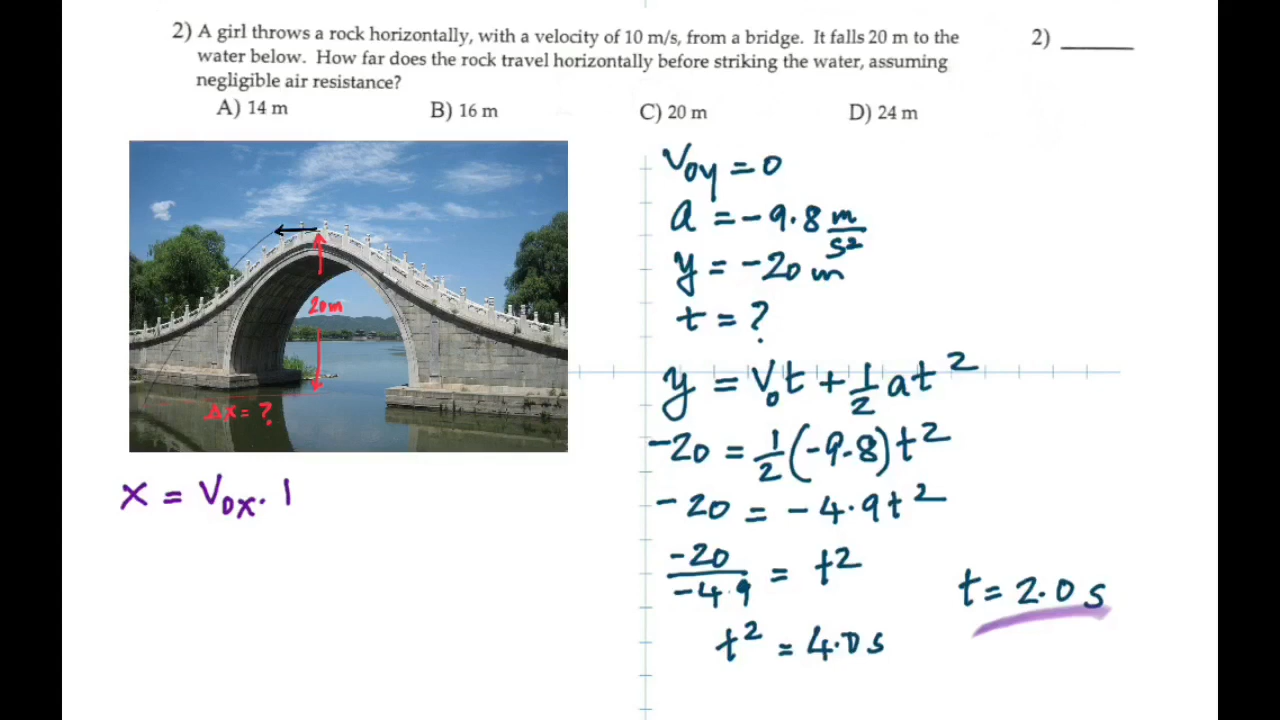 2) A girl throws a rock horizontally, with a velocity of 10 m/s, from a bridge. It falls 20 m to the
water below. How far does the rock travel horizontally before striking the water, assuming
negligible air resistance?
2) ______
A) 14 m B) 16 m C) 20 m D) 24 m
20m
Δx = ?
x = V0x · 1
V0y = 0
a = -9.8 m/s²
y = -20 m
t = ?
y = V0t + 1/2 at²
-20 = 1/2 (-9.8)t²
-20 = -4.9t²
-20/-4.9 = t²
t² = 4.0 s
t = 2.0 s